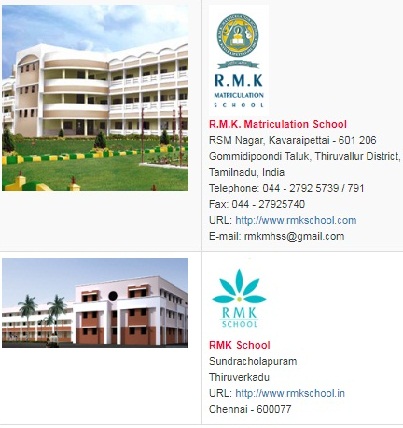 R.M.K
MATRICULATION
SCHOOL
R.M.K. Matriculation School
RSM Nagar, Kavaraipettai - 601 206
Gommidipoondi Taluk, Thiruvallur District,
Tamilnadu, India
Telephone: 044 - 2792 5739 / 791
Fax: 044 - 27925740
URL: http://www.rmkschool.com
E-mail: rmkmhss@gmail.com
RMK
SCHOOL
RMK School
Sundracholapuram
Thiruverkadu
URL: http://www.rmkschool.in
Chennai - 600077